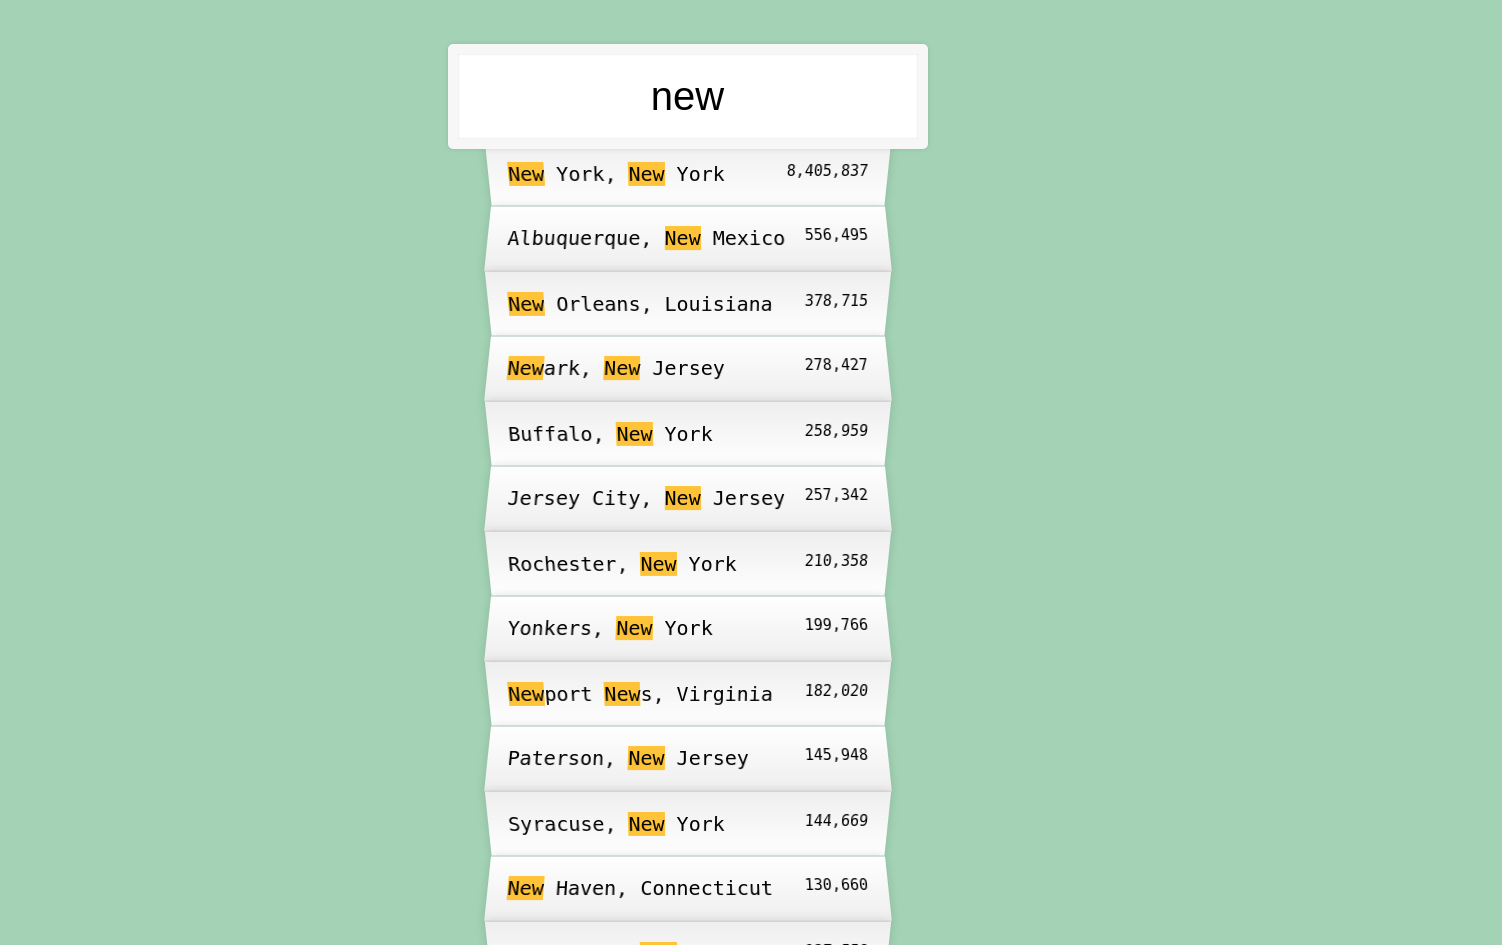 new
New York, New York 8,405,837
Albuquerque, New Mexico 556,495
New Orleans, Louisiana 378,715
Newark, New Jersey 278,427
Buffalo, New York 258,959
Jersey City, New Jersey 257,342
Rochester, New York 210,358
Yonkers, New York 199,766
Newport News, Virginia 182,020
Paterson, New Jersey 145,948
Syracuse, New York 144,669
New Haven, Connecticut 130,660